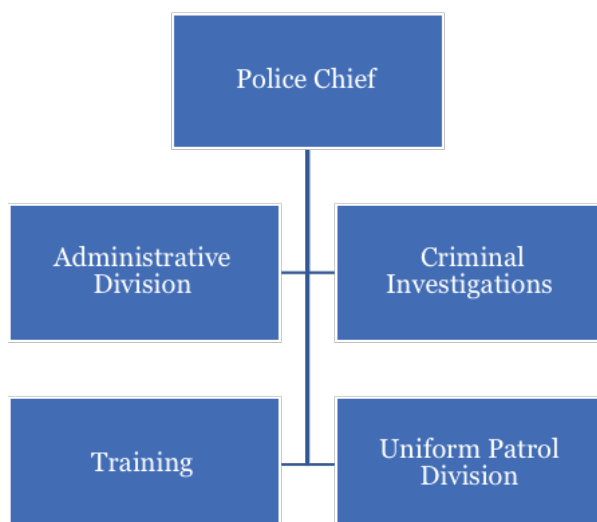 Police Chief
Administrative
Division
Criminal
Investigations
Training
Uniform Patrol
Division